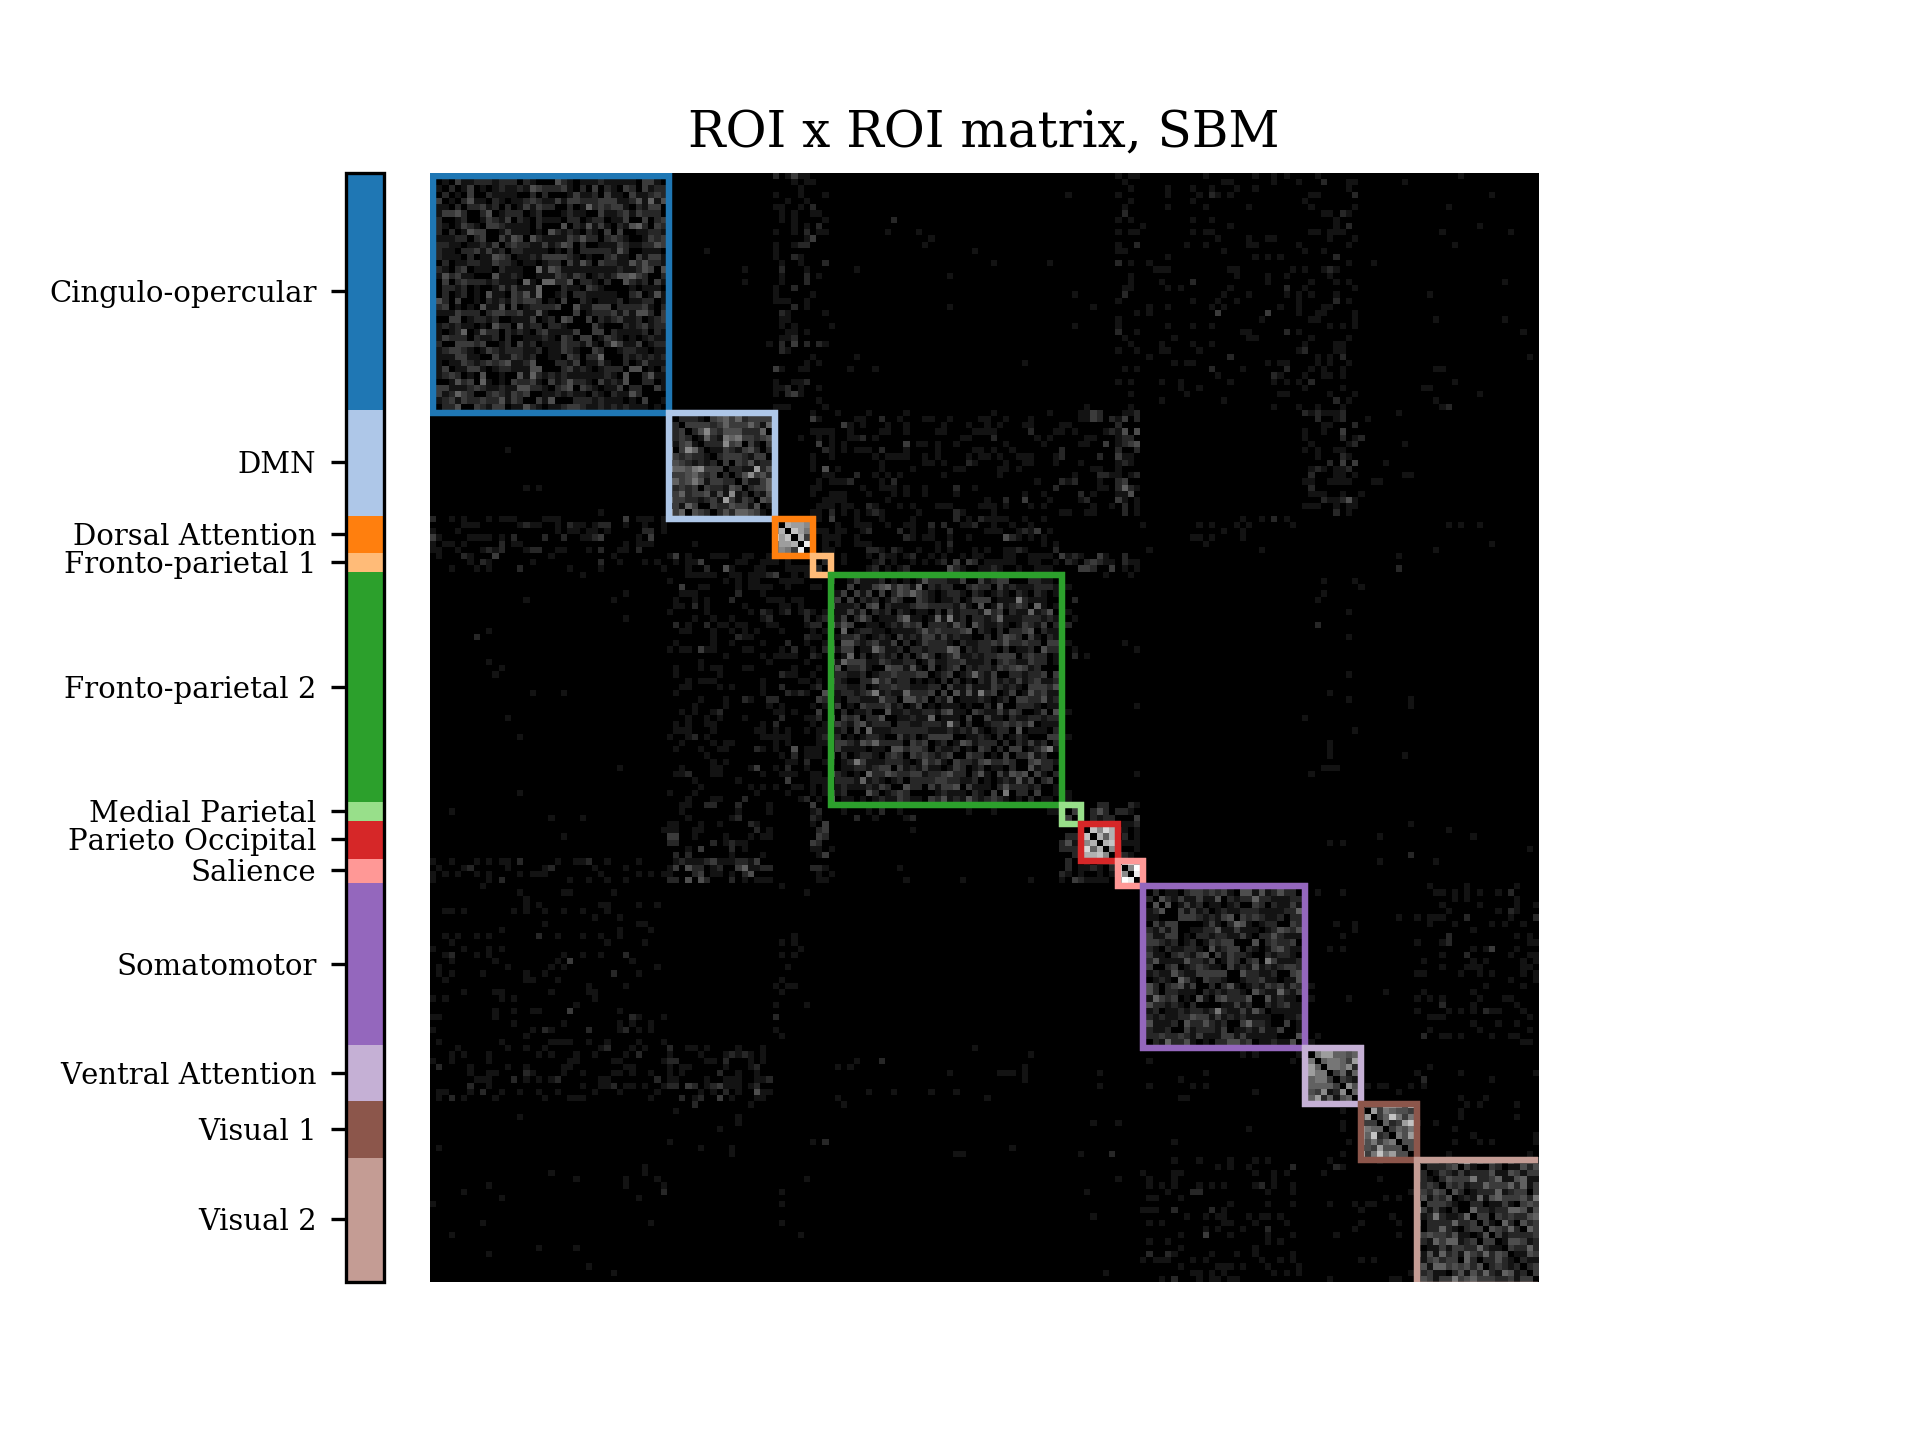 ROI x ROI matrix, SBM
Cingulo-opercular
DMN
Dorsal Attention
Fronto-parietal 1
Fronto-parietal 2
Medial Parietal
Parieto Occipital
Salience
Somatomotor
Ventral Attention
Visual 1
Visual 2